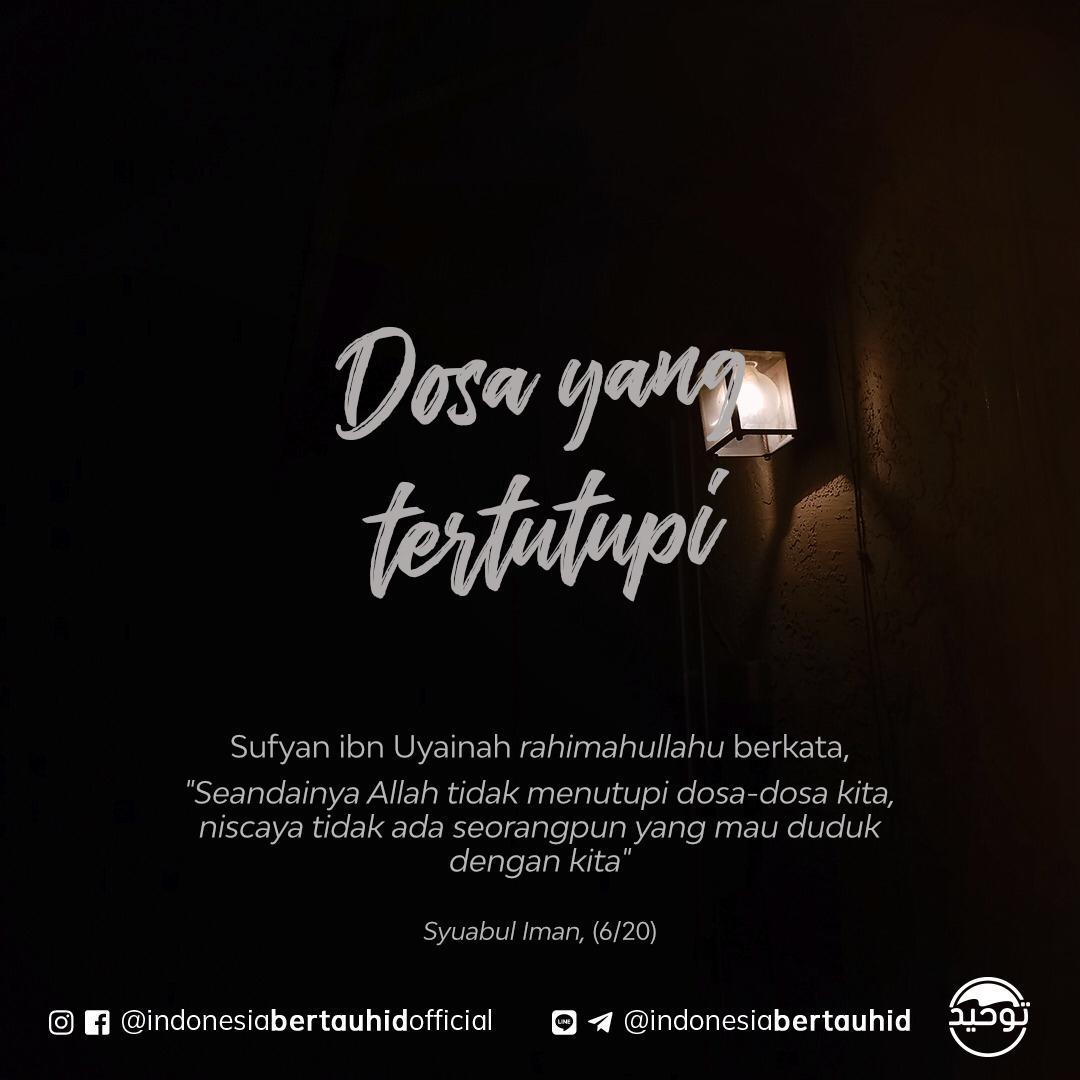 Dosa yang
tertutupi
Sufyan ibn Uyainah rahimahullahu berkata,
"Seandainya Allah tidak menutupi dosa-dosa kita,
niscaya tidak ada seorangpun yang mau duduk
dengan kita"
Syuabul Iman, (6/20)
@indonesiabertauhidofficial
LINE @indonesiabertauhid
توحيد